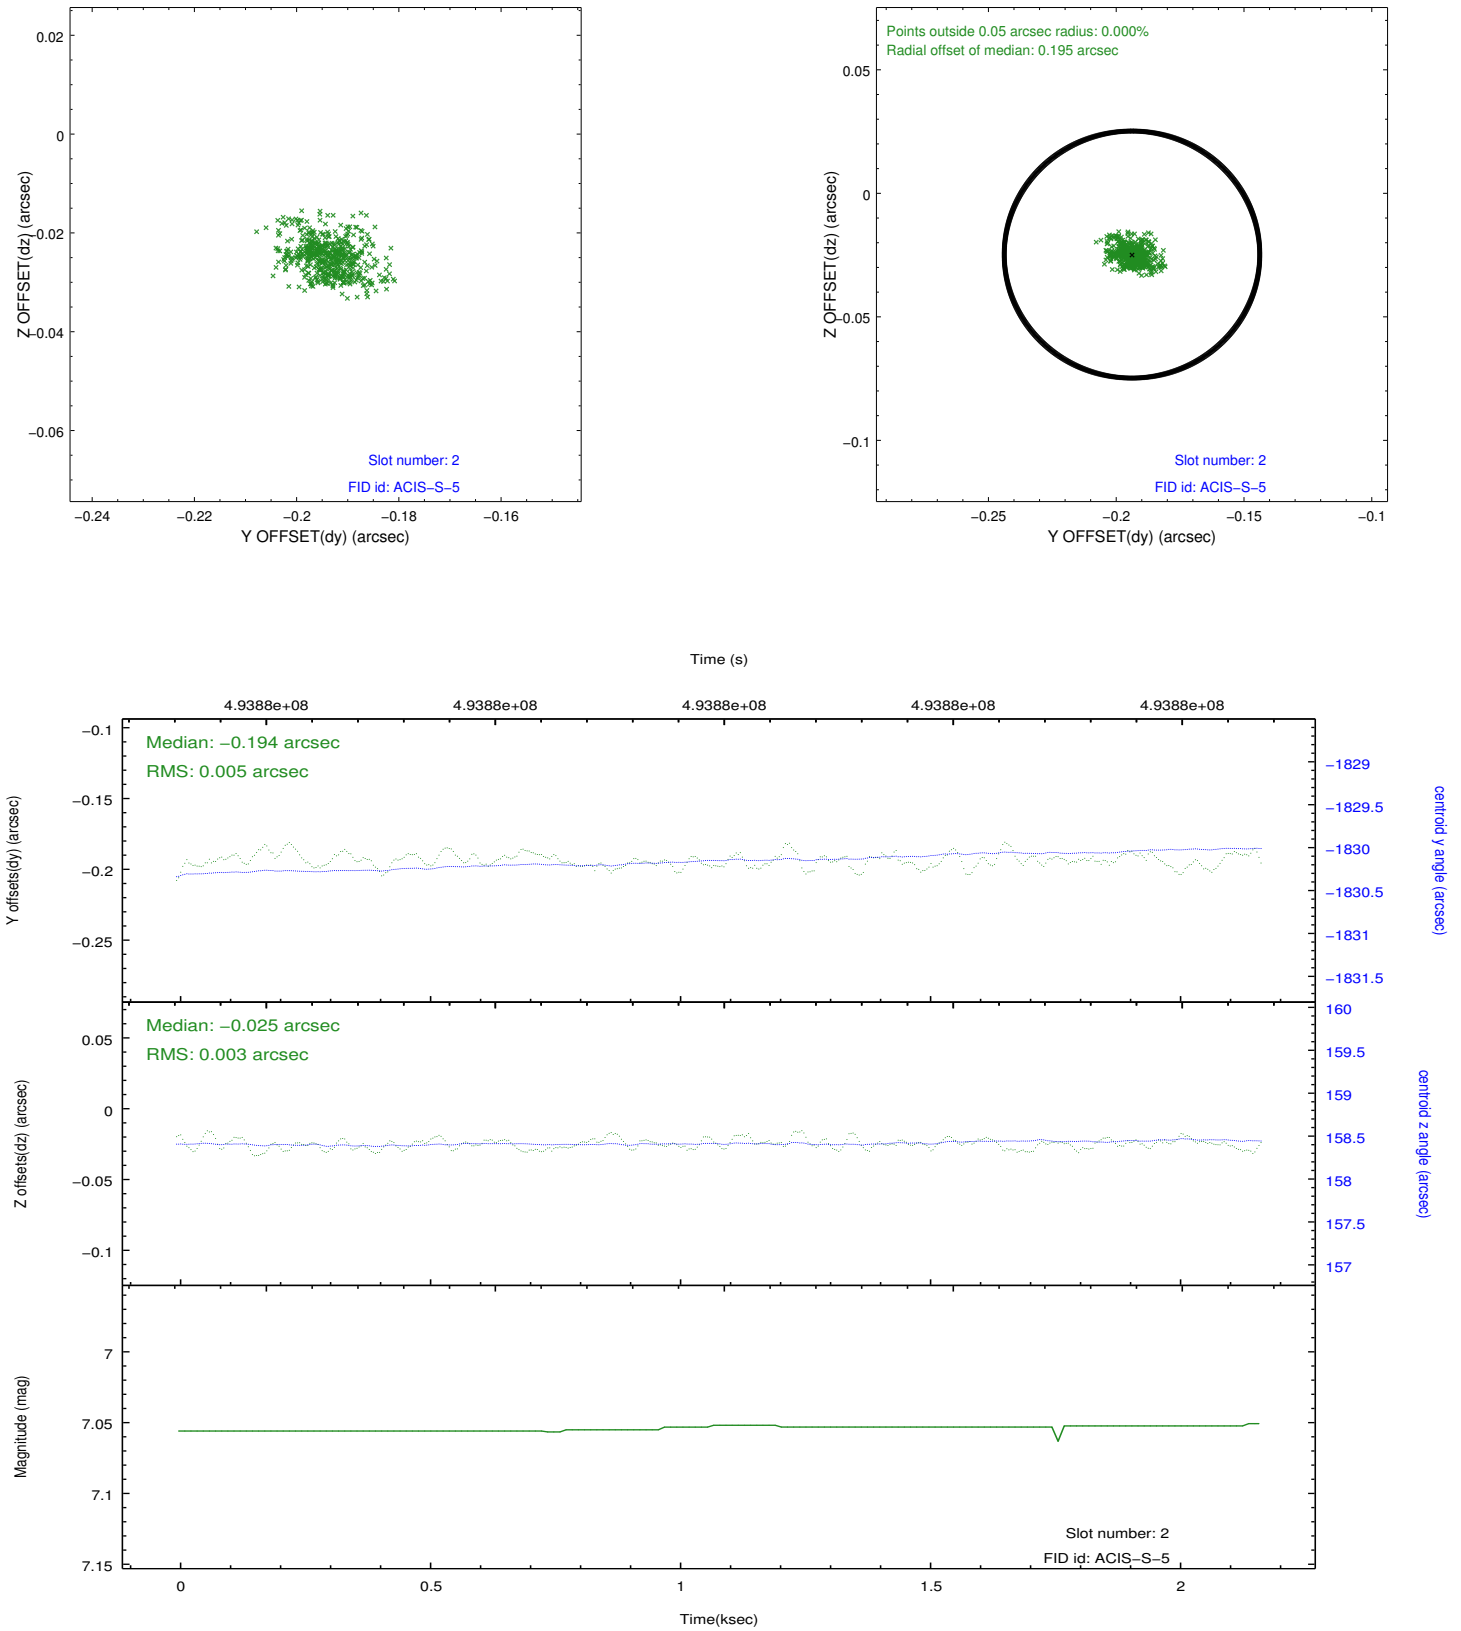 0.02
0
−0.02
−0.04
−0.06
Z OFFSET(dz) (arcsec)
Slot number: 2
FID id: ACIS−S−5
−0.24
−0.22
−0.2
−0.18
−0.16
Y OFFSET(dy) (arcsec)
Points outside 0.05 arcsec radius: 0.000%
Radial offset of median: 0.195 arcsec
0.05
0
−0.05
−0.1
Z OFFSET(dz) (arcsec)
Slot number: 2
FID id: ACIS−S−5
−0.25
−0.2
−0.15
−0.1
Y OFFSET(dy) (arcsec)
Time (s)
4.9388e+08
4.9388e+08
4.9388e+08
4.9388e+08
4.9388e+08
Median: −0.194 arcsec
RMS: 0.005 arcsec
−0.1
−0.15
−0.2
−0.25
Y offsets(dy) (arcsec)
−1829
−1829.5
−1830
−1830.5
−1831
−1831.5
centroid y angle (arcsec)
Median: −0.025 arcsec
RMS: 0.003 arcsec
0.05
0
−0.05
−0.1
Z offsets(dz) (arcsec)
160
159.5
159
158.5
158
157.5
157
centroid z angle (arcsec)
7
7.05
7.1
7.15
Magnitude (mag)
Slot number: 2
FID id: ACIS−S−5
0
0.5
1
1.5
2
Time(ksec)